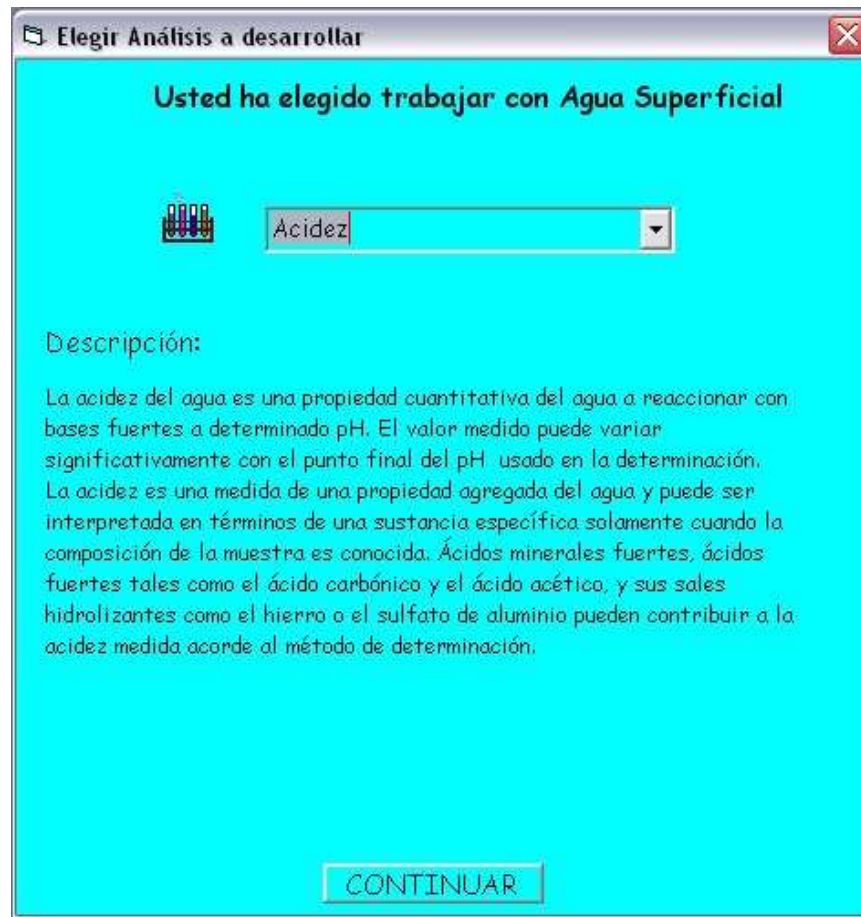 Elegir Análisis a desarrollar
Usted ha elegido trabajar con Agua Superficial
Acidez
Descripción:
La acidez del agua es una propiedad cuantitativa del agua a reaccionar con
bases fuertes a determinado pH. El valor medido puede variar
significativamente con el punto final del pH usado en la determinación.
La acidez es una medida de una propiedad agregada del agua y puede ser
interpretada en términos de una sustancia específica solamente cuando la
composición de la muestra es conocida. Ácidos minerales fuertes, ácidos
fuertes tales como el ácido carbónico y el ácido acético, y sus sales
hidrolizantes como el hierro o el sulfato de aluminio pueden contribuir a la
acidez medida acorde al método de determinación.
CONTINUAR